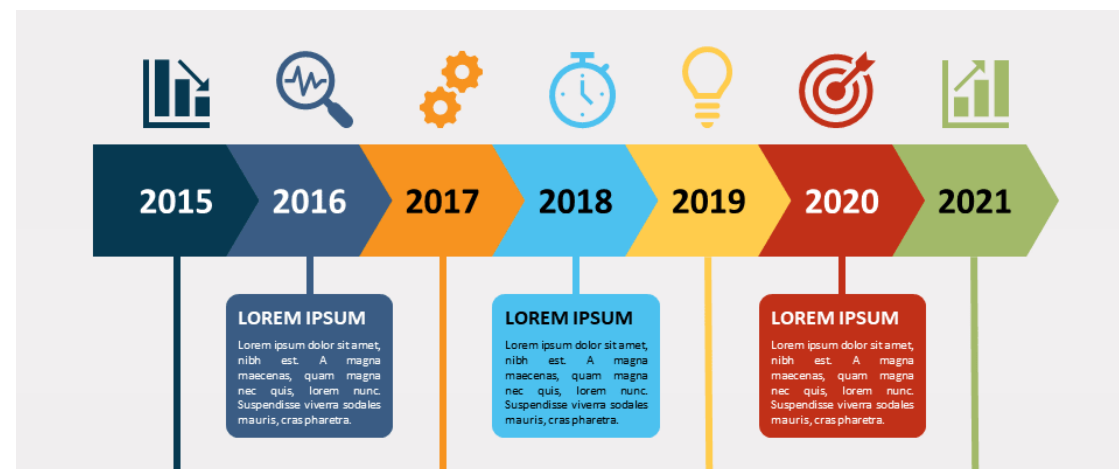 2015 2016 2017 2018 2019 2020 2021
LOREM IPSUM
Lorem ipsum dolor sit amet,
nibh est. A magna
maecenas, quam magna
nec quis, lorem nunc.
Suspendisse viverra sodales
mauris, cras pharetra.
LOREM IPSUM
Lorem ipsum dolor sit amet,
nibh est. A magna
maecenas, quam magna
nec quis, lorem nunc.
Suspendisse viverra sodales
mauris, cras pharetra.
LOREM IPSUM
Lorem ipsum dolor sit amet,
nibh est. A magna
maecenas, quam magna
nec quis, lorem nunc.
Suspendisse viverra sodales
mauris, cras pharetra.